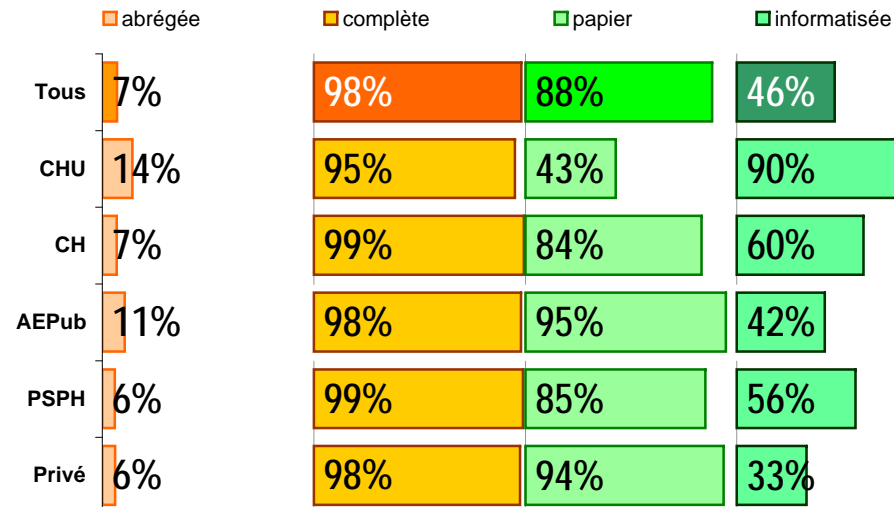 abrégée complète papier informatisée
Tous 7% 98% 88% 46%
CHU 14% 95% 43% 90%
CH 7% 99% 84% 60%
AEPub 11% 98% 95% 42%
PSPH 6% 99% 85% 56%
Privé 6% 98% 94% 33%